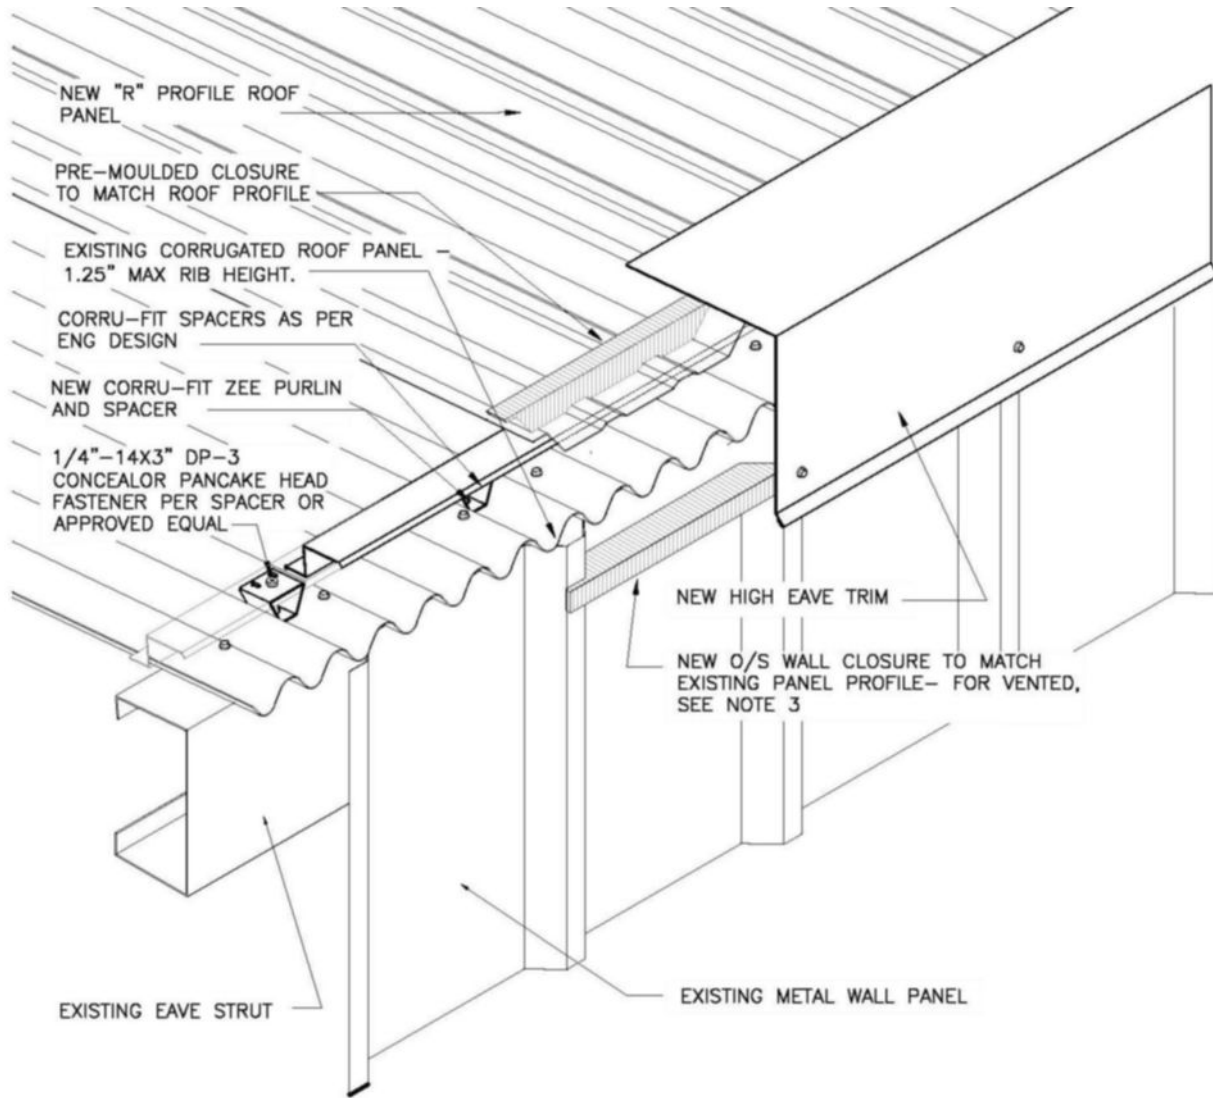 NEW "R" PROFILE ROOF
PANEL
PRE-MOULDED CLOSURE
TO MATCH ROOF PROFILE
EXISTING CORRUGATED ROOF PANEL -
1.25" MAX RIB HEIGHT.
CORRU-FIT SPACERS AS PER
ENG DESIGN
NEW CORRU-FIT ZEE PURLIN
AND SPACER
1/4"-14X3" DP-3
CONCEALOR PANCAKE HEAD
FASTENER PER SPACER OR
APPROVED EQUAL
NEW HIGH EAVE TRIM
NEW O/S WALL CLOSURE TO MATCH
EXISTING PANEL PROFILE- FOR VENTED,
SEE NOTE 3
EXISTING EAVE STRUT
EXISTING METAL WALL PANEL